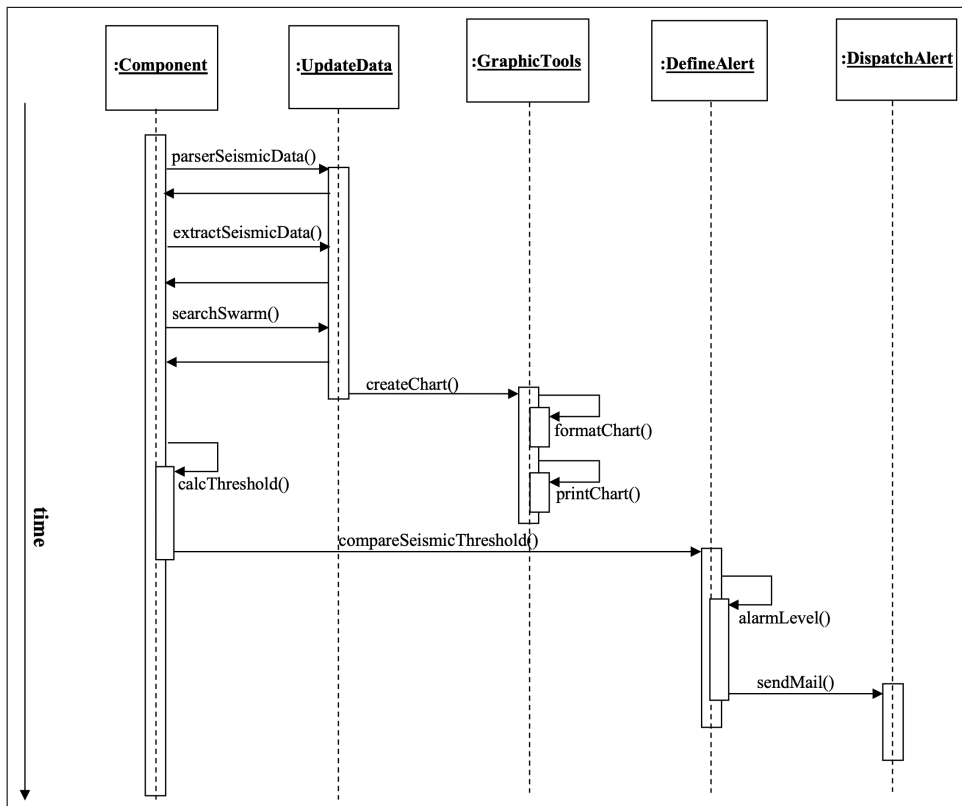 :Component
:UpdateData
:GraphicTools
:DefineAlert
:DispatchAlert
parserSeismicData()
extractSeismicData()
searchSwarm()
createChart()
formatChart()
calcThreshold()
printChart()
time
compareSeismicThreshold()
alarmLevel()
sendMail()